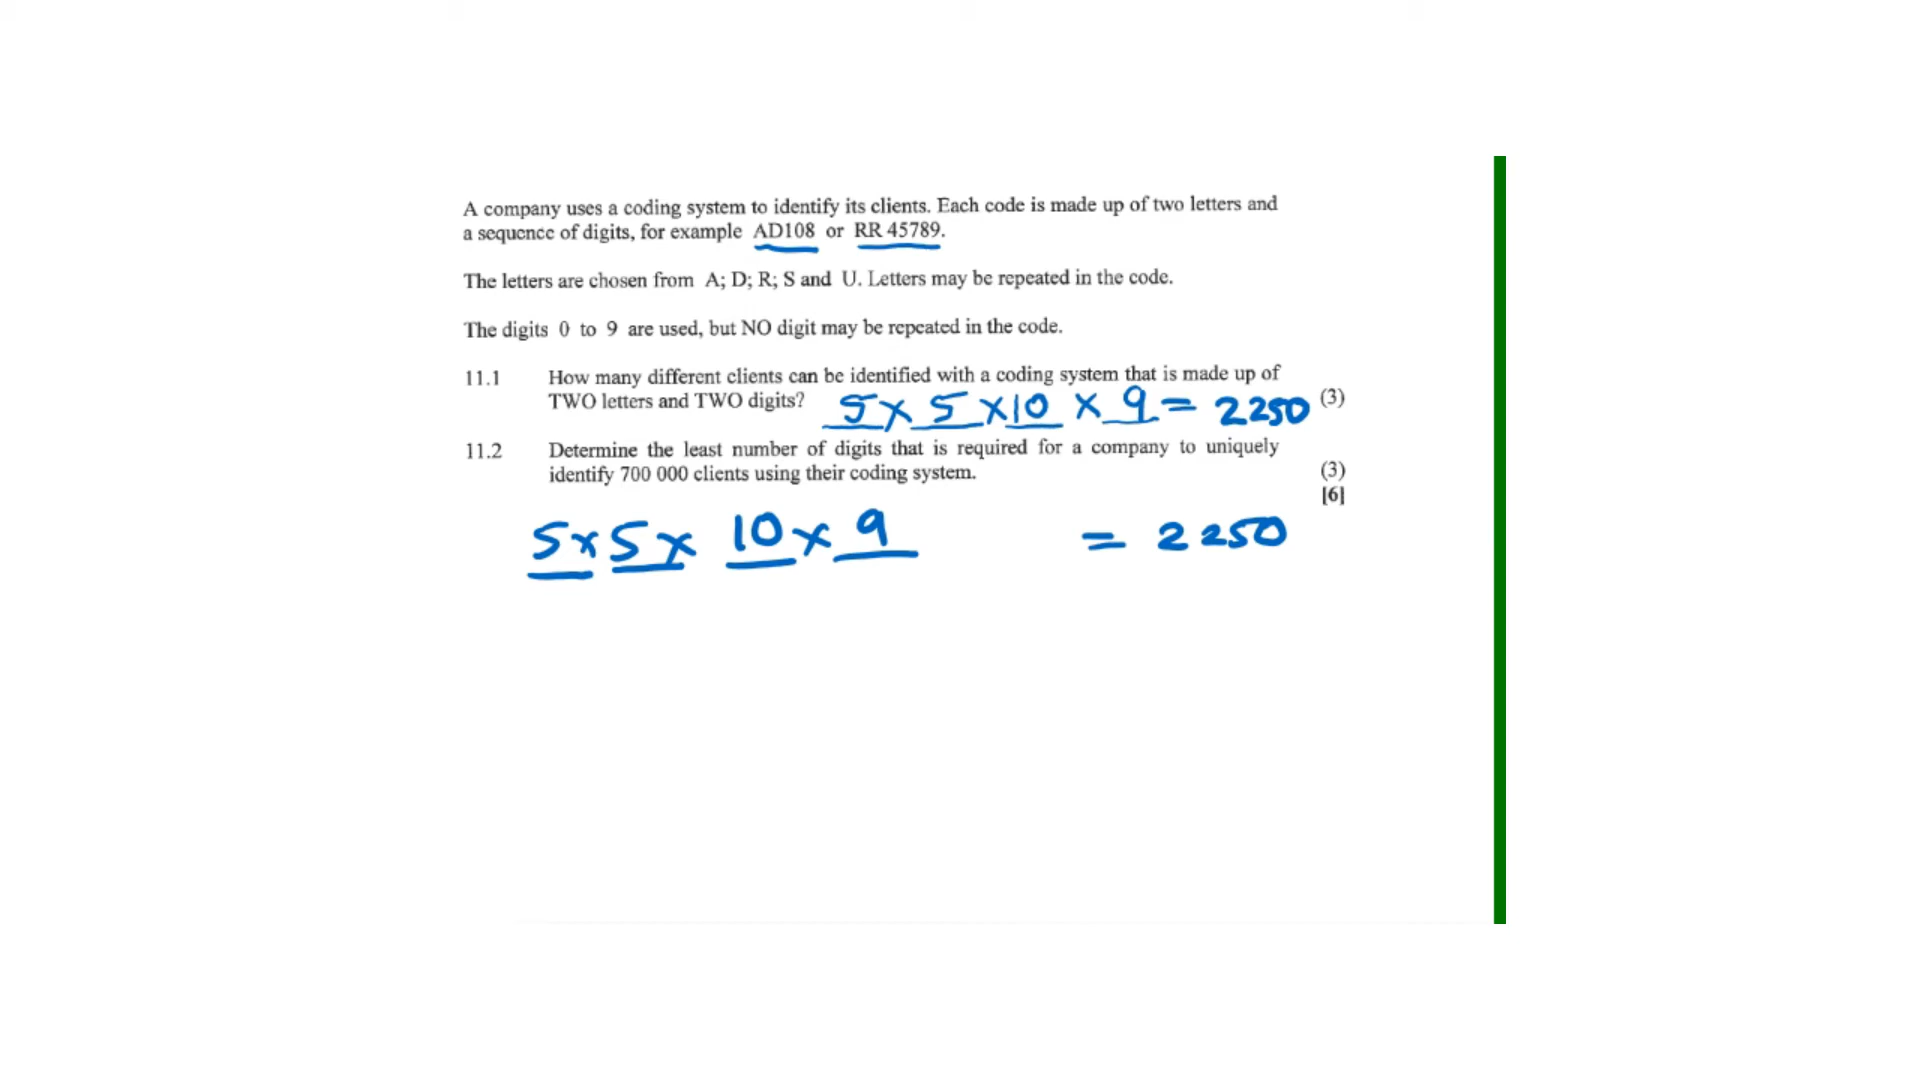 A company uses a coding system to identify its clients. Each code is made up of two letters and
a sequence of digits, for example AD108 or RR 45789.
The letters are chosen from A; D; R; S and U. Letters may be repeated in the code.
The digits 0 to 9 are used, but NO digit may be repeated in the code.
11.1 How many different clients can be identified with a coding system that is made up of
TWO letters and TWO digits? 5 × 5 × 10 × 9 = 2250 (3)
11.2 Determine the least number of digits that is required for a company to uniquely
identify 700 000 clients using their coding system. (3)
[6]
5 × 5 × 10 × 9 = 2250